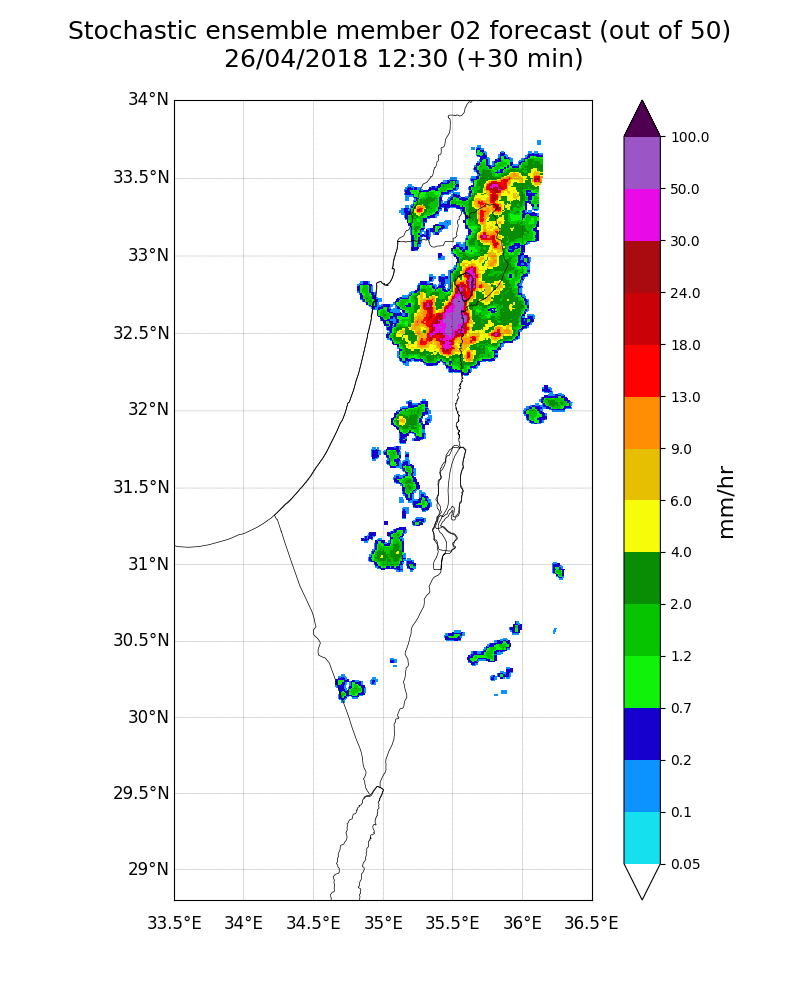 Stochastic ensemble member 02 forecast (out of 50)
26/04/2018 12:30 (+30 min)
34°N
33.5°N
33°N
32.5°N
32°N
31.5°N
31°N
30.5°N
30°N
29.5°N
29°N
33.5°E
34°E
34.5°E
35°E
35.5°E
36°E
36.5°E
100.0
50.0
30.0
24.0
18.0
13.0
9.0
6.0
4.0
2.0
1.2
0.7
0.2
0.1
0.05
mm/hr